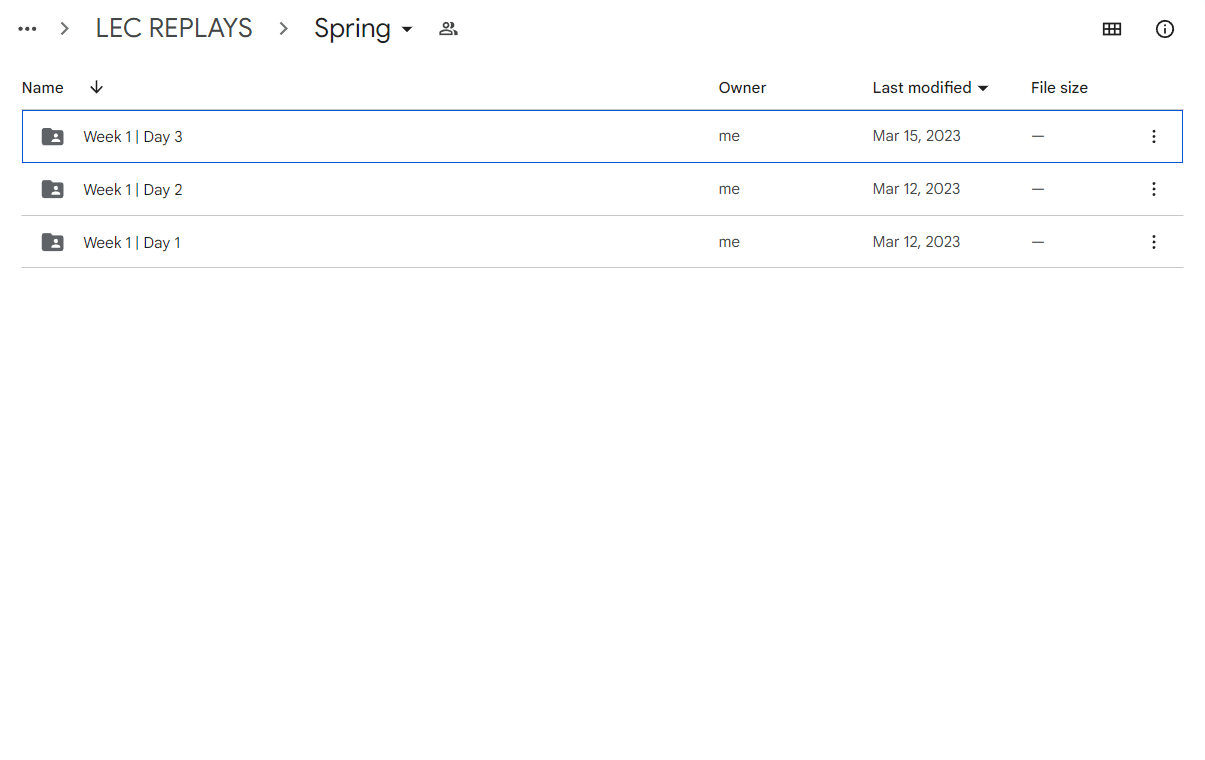 LEC REPLAYS Spring
Name Owner Last modified File size
Week 1 | Day 3 me Mar 15, 2023 —
Week 1 | Day 2 me Mar 12, 2023 —
Week 1 | Day 1 me Mar 12, 2023 —